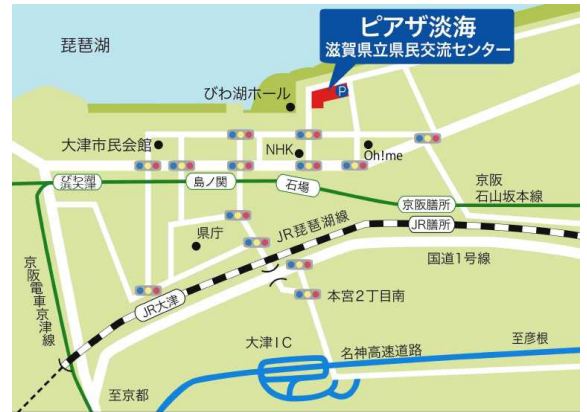 ピアザ淡海
滋賀県立県民交流センター
琵琶湖
P
びわ湖ホール
大津市民会館
NHK
Oh!me
びわ湖
浜大津
島ノ関
石場
京阪膳所
京阪
石山坂本線
県庁
JR琵琶湖線
JR膳所
国道1号線
京阪電車京津線
JR大津
本宮2丁目南
大津IC
名神高速道路
至彦根
至京都